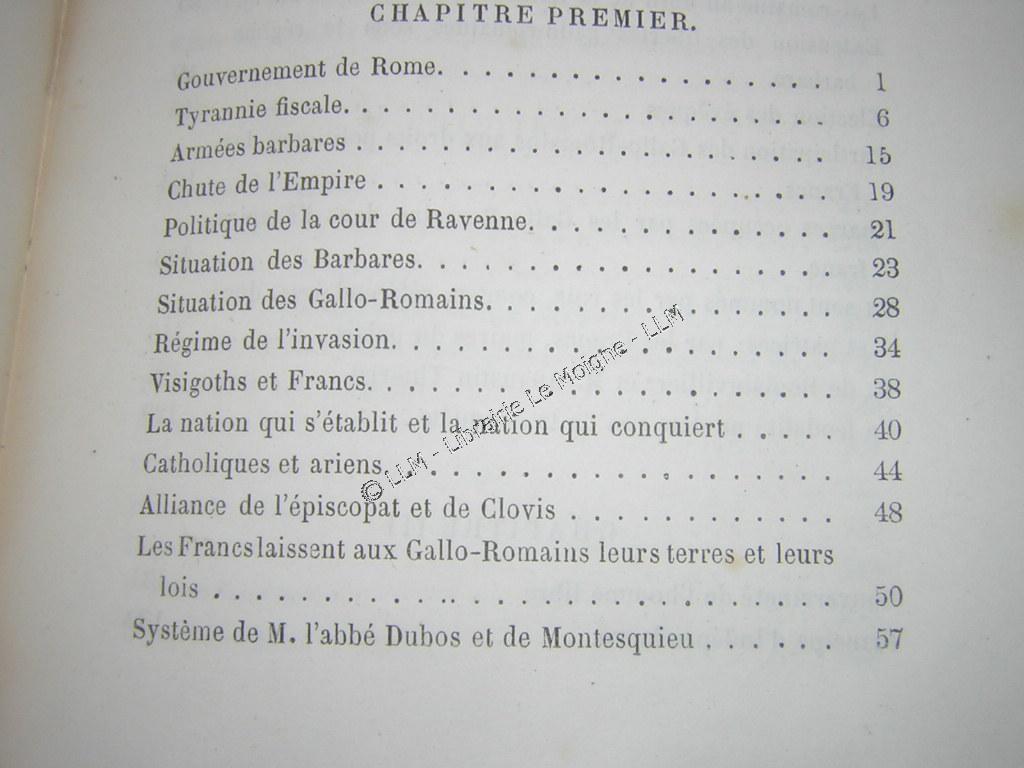 CHAPITRE PREMIER.
Gouvernement de Rome. . . . . . . . . . . . . . . . . 1
Tyrannie fiscale. . . . . . . . . . . . . . . . . . . . 6
Armées barbares . . . . . . . . . . . . . . . . . . . 15
Chute de l'Empire . . . . . . . . . . . . . . . . . . 19
Politique de la cour de Ravenne. . . . . . . . . . . . 21
Situation des Barbares. . . . . . . . . . . . . . . . . 23
Situation des Gallo-Romains. . . . . . . . . . . . . . 28
Régime de l'invasion. . . . . . . . . . . . . . . . . . 34
Visigoths et Francs. . . . . . . . . . . . . . . . . . 38
La nation qui s'établit et la nation qui conquiert . . . . . 40
Catholiques et ariens. . . . . . . . . . . . . . . . . . 44
Alliance de l'épiscopat et de Clovis . . . . . . . . . . . 48
Les Francs laissent aux Gallo-Romains leurs terres et leurs
lois . . . . . . . . . . . . . . . . . . . . . . . . 50
Système de M. l'abbé Dubos et de Montesquieu . . . . . . 57
© LLM - Librairie Le Moigne - LLM